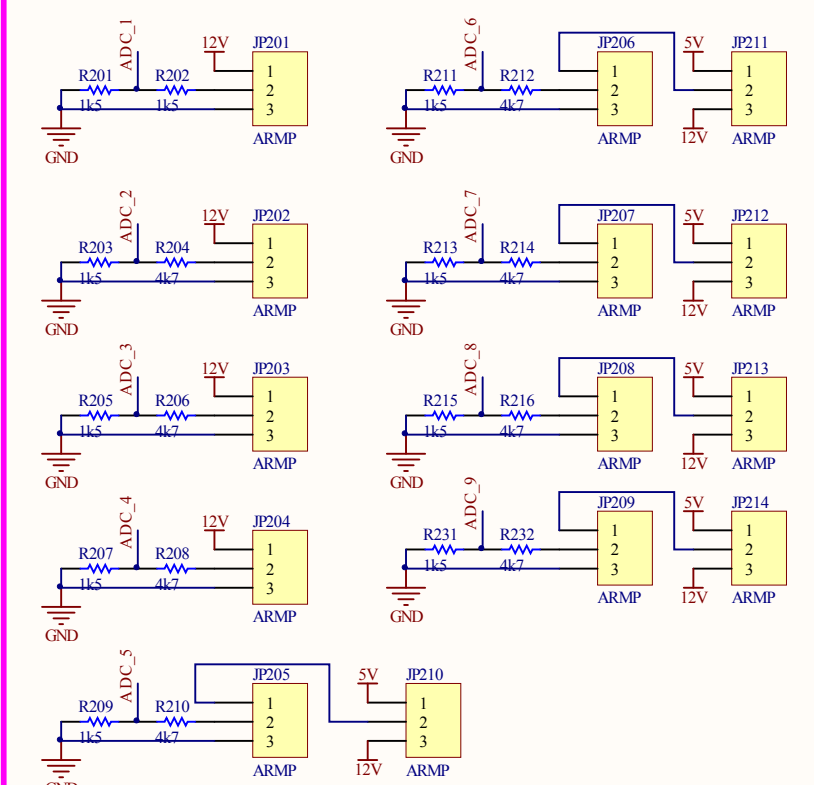 ADC_1
12V
JP201
R201
R202
1
2
3
1k5
1k5
ARMP
GND
ADC_6
5V
JP206
JP211
R211
R212
1
2
3
1
2
3
1k5
4k7
ARMP
12V
ARMP
GND
ADC_2
12V
JP202
R203
R204
1
2
3
1k5
4k7
ARMP
GND
ADC_7
5V
JP207
JP212
R213
R214
1
2
3
1
2
3
1k5
4k7
ARMP
12V
ARMP
GND
ADC_3
12V
JP203
R205
R206
1
2
3
1k5
4k7
ARMP
GND
ADC_8
5V
JP208
JP213
R215
R216
1
2
3
1
2
3
1k5
4k7
ARMP
12V
ARMP
GND
ADC_4
12V
JP204
R207
R208
1
2
3
1k5
4k7
ARMP
GND
ADC_9
5V
JP209
JP214
R231
R232
1
2
3
1
2
3
1k5
4k7
ARMP
12V
ARMP
GND
ADC_5
JP205
5V
JP210
R209
R210
1
2
3
1
2
3
1k5
4k7
ARMP
12V
ARMP
GND